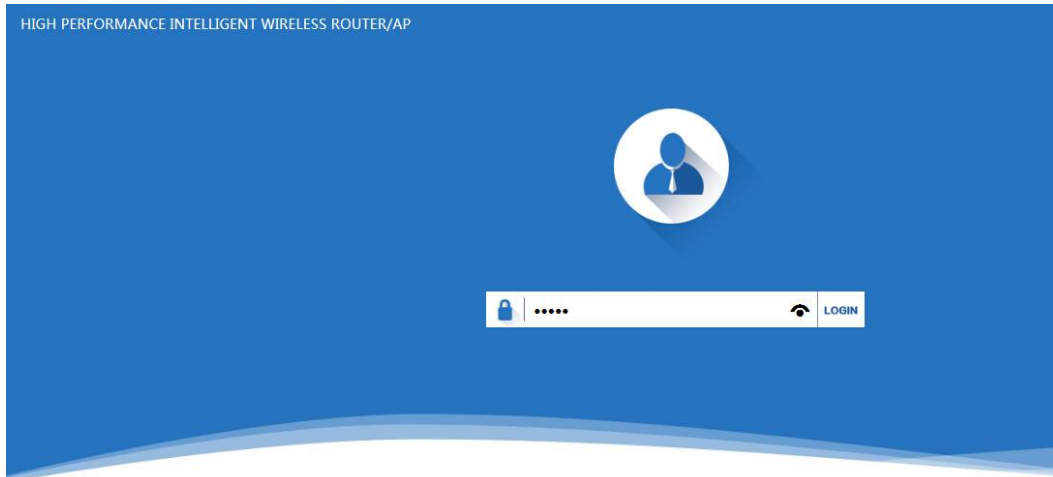 HIGH PERFORMANCE INTELLIGENT WIRELESS ROUTER/AP
••••• LOGIN